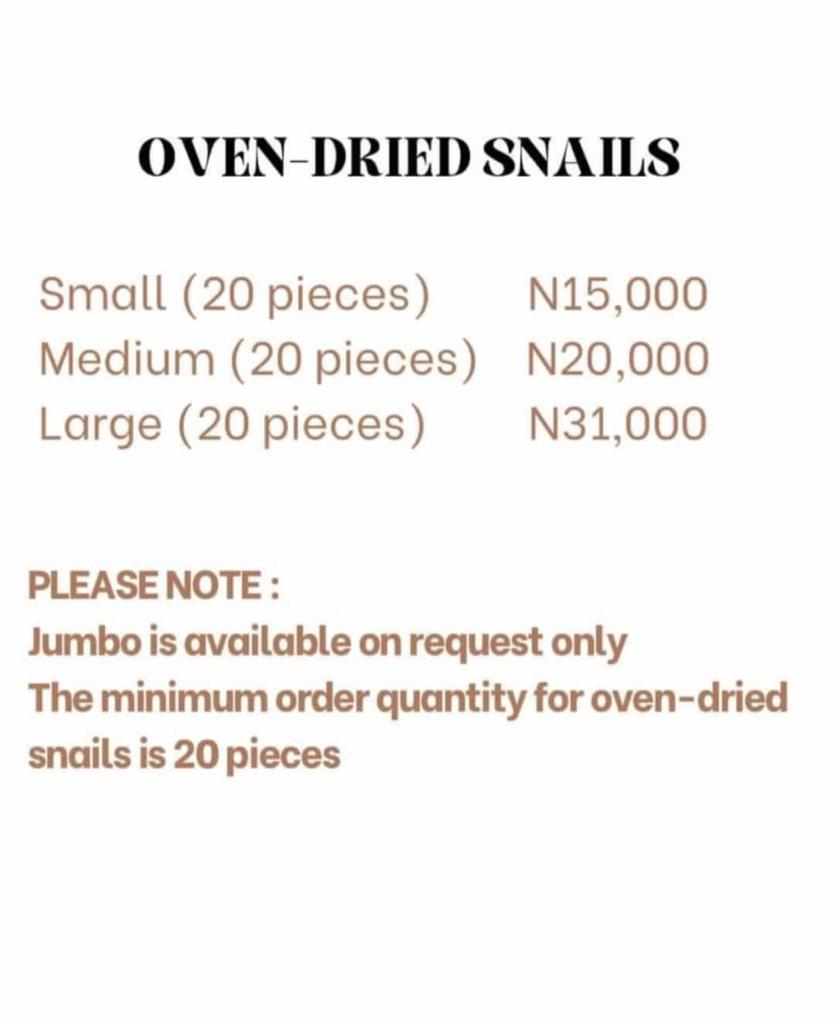 OVEN-DRIED SNAILS
Small (20 pieces) N15,000
Medium (20 pieces) N20,000
Large (20 pieces) N31,000
PLEASE NOTE :
Jumbo is available on request only
The minimum order quantity for oven-dried
snails is 20 pieces